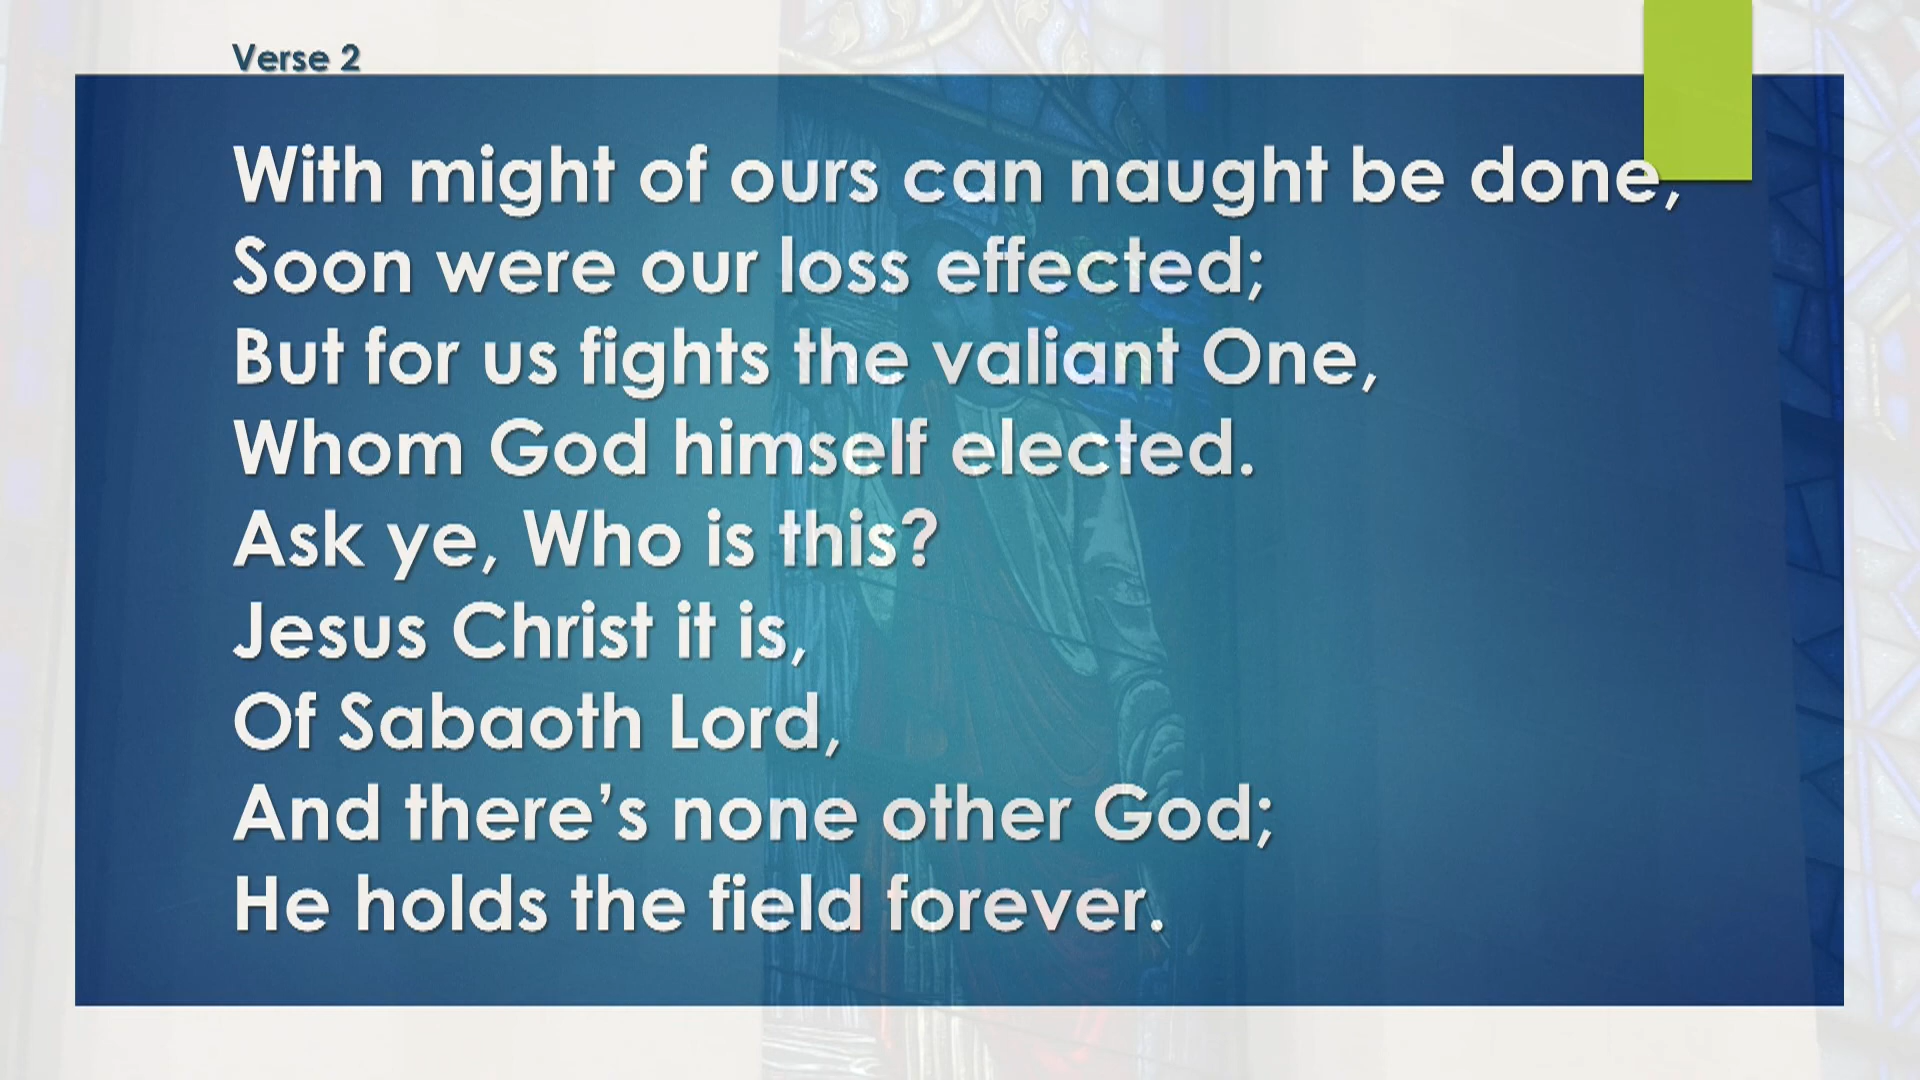 Verse 2
With might of ours can naught be done,
Soon were our loss effected;
But for us fights the valiant One,
Whom God himself elected.
Ask ye, Who is this?
Jesus Christ it is,
Of Sabaoth Lord,
And there’s none other God;
He holds the field forever.